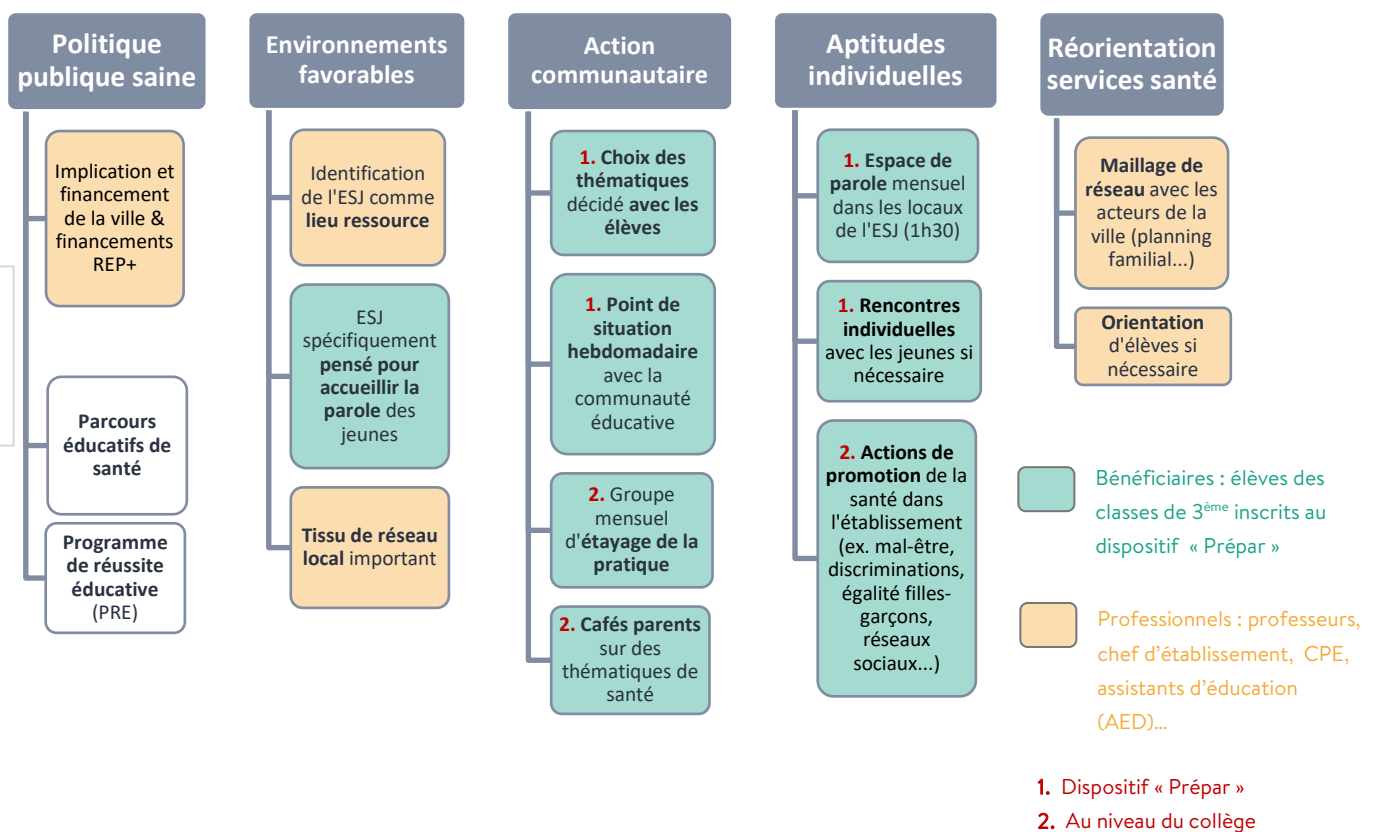 Politique
publique saine
Implication et
financement
de la ville &
financements
REP+
Parcours
éducatifs de
santé
Programme
de réussite
éducative
(PRE)
Environnements
favorables
Identification
de l'ESJ comme
lieu ressource
ESJ
spécifiquement
pensé pour
accueillir la
parole des
jeunes
Tissu de réseau
local important
Action
communautaire
1. Choix des
thématiques
décidé avec les
élèves
1. Point de
situation
hebdomadaire
avec la
communauté
éducative
2. Groupe
mensuel
d'étayage de la
pratique
2. Cafés parents
sur des
thématiques de
santé
Aptitudes
individuelles
1. Espace de
parole mensuel
dans les locaux
de l'ESJ (1h30)
1. Rencontres
individuelles
avec les jeunes si
nécessaire
2. Actions de
promotion de la
santé dans
l'établissement
(ex. mal-être,
discriminations,
égalité filles-
garçons,
réseaux
sociaux...)
Réorientation
services santé
Maillage de
réseau avec les
acteurs de la
ville (planning
familial...)
Orientation
d'élèves si
nécessaire
Bénéficiaires : élèves des
classes de 3ème inscrits au
dispositif « Prépar »
Professionnels : professeurs,
chef d'établissement, CPE,
assistants d'éducation
(AED)...
1. Dispositif « Prépar »
2. Au niveau du collège